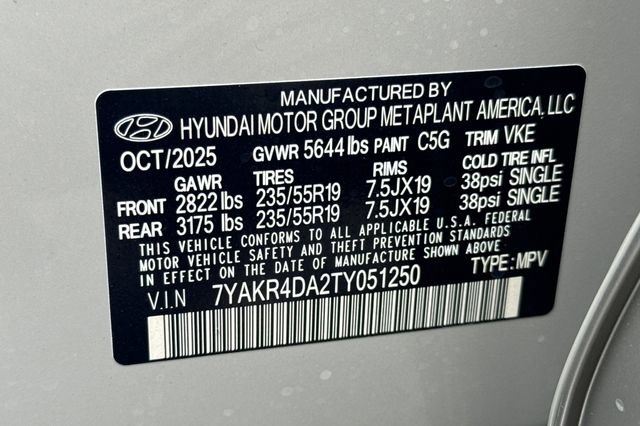 MANUFACTURED BY
HYUNDAI MOTOR GROUP METAPLANT AMERICA, LLC
OCT/2025 GVWR 5644 lbs PAINT C5G TRIM VKE
GAWR TIRES RIMS COLD TIRE INFL
FRONT 2822 lbs 235/55R19 7.5JX19 38psi SINGLE
REAR 3175 lbs 235/55R19 7.5JX19 38psi SINGLE
THIS VEHICLE CONFORMS TO ALL APPLICABLE U.S.A. FEDERAL
MOTOR VEHICLE SAFETY AND THEFT PREVENTION STANDARDS
IN EFFECT ON THE DATE OF MANUFACTURE SHOWN ABOVE.
V.I.N 7YAKR4DA2TY051250 TYPE:MPV